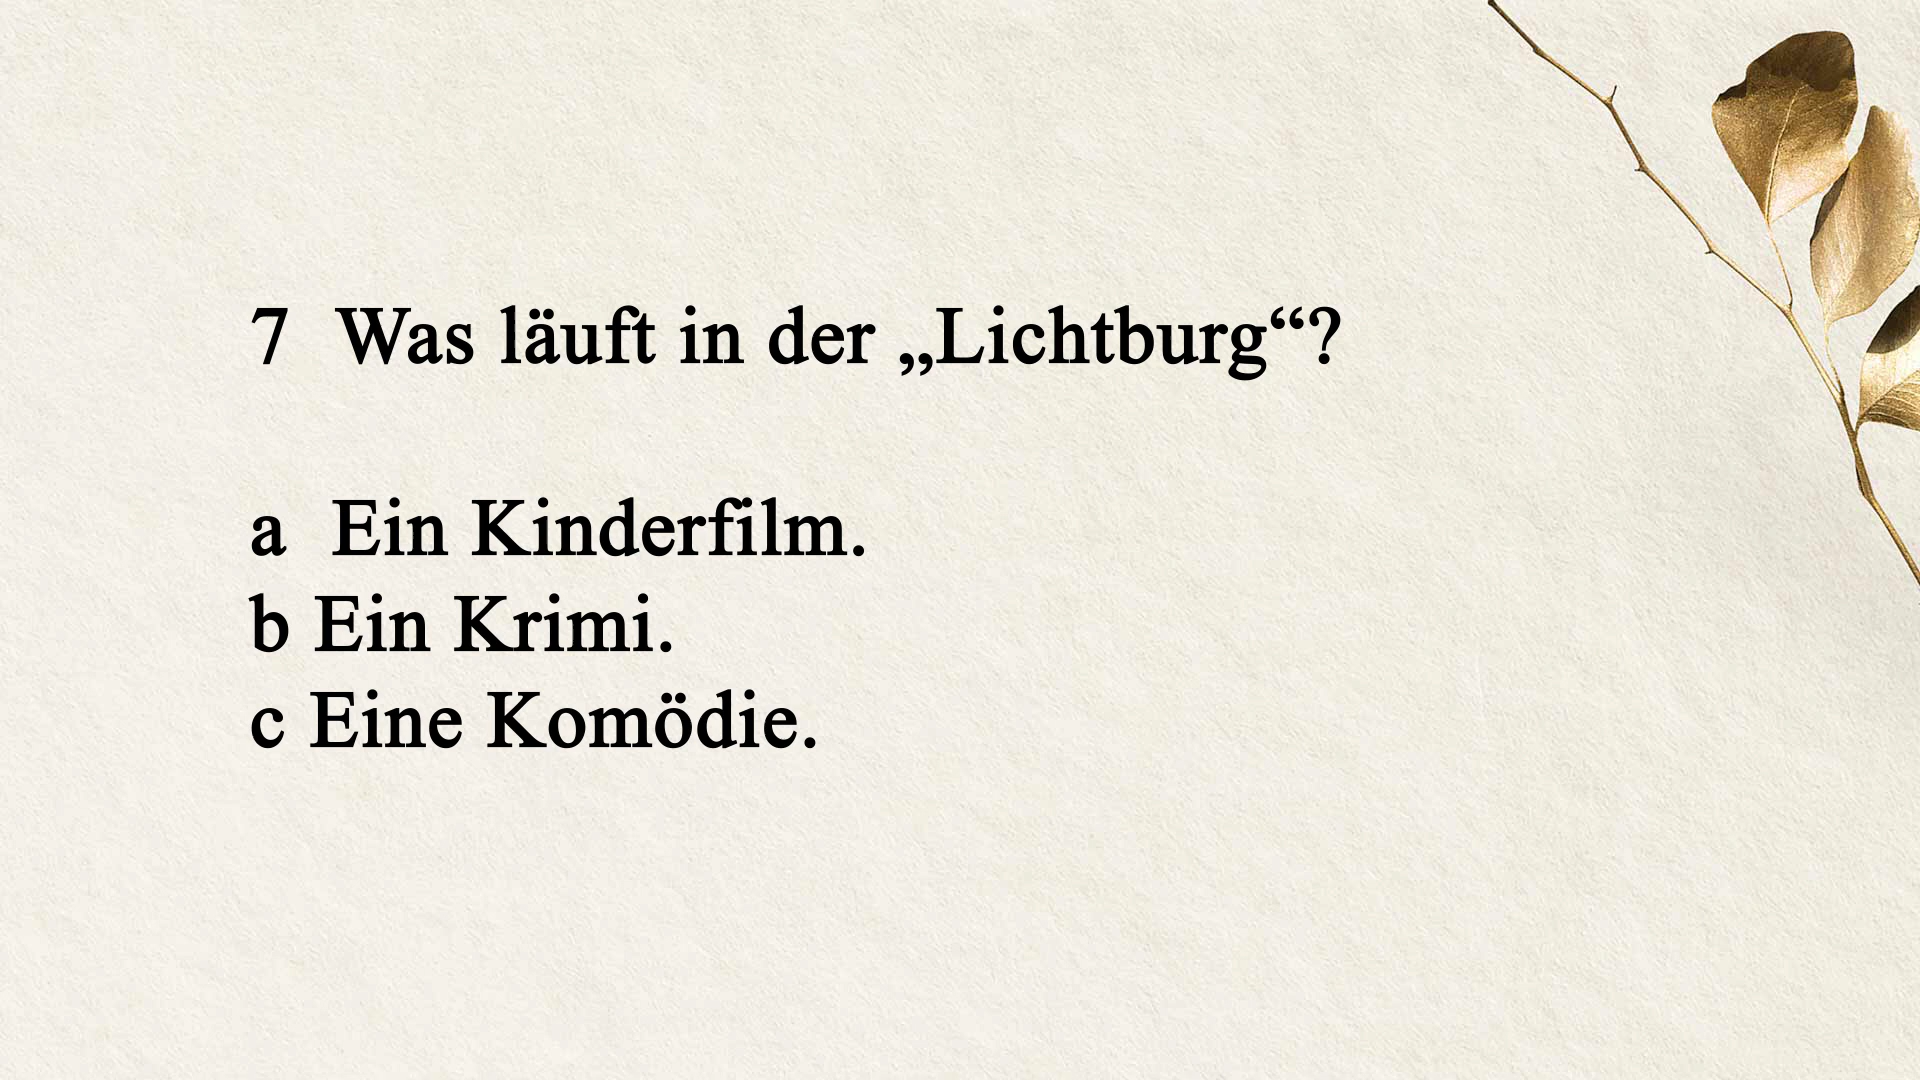 7  Was läuft in der „Lichtburg“?
a  Ein Kinderfilm.
b Ein Krimi.
c Eine Komödie.